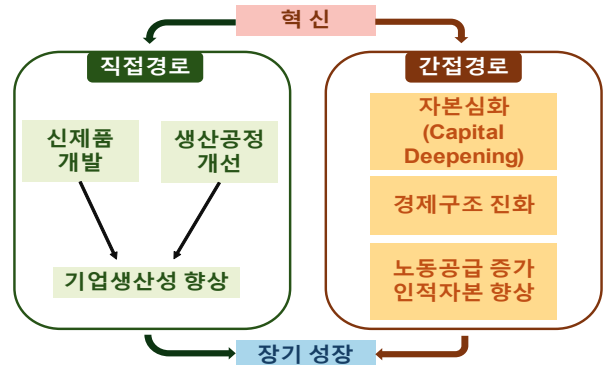 혁 신
직접경로
신제품
개발
생산공정
개선
기업생산성 향상
간접경로
자본심화
(Capital
Deepening)
경제구조 진화
노동공급 증가
인적자본 향상
장기 성장